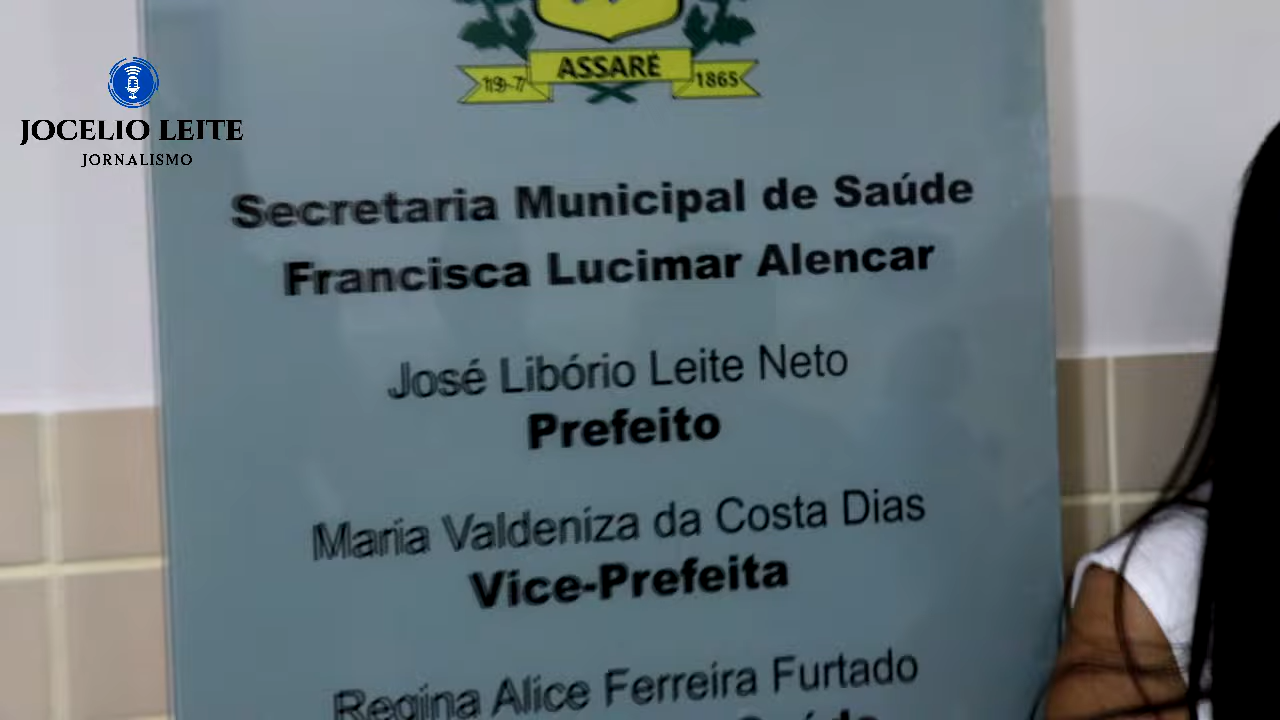 ASSARÉ
1865
JOCELIO LEITE
JORNALISMO
Secretaria Municipal de Saúde
Francisca Lucimar Alencar
José Libório Leite Neto
Prefeito
Maria Valdeniza da Costa Dias
Vice-Prefeita
Regina Alice Ferreira Furtado